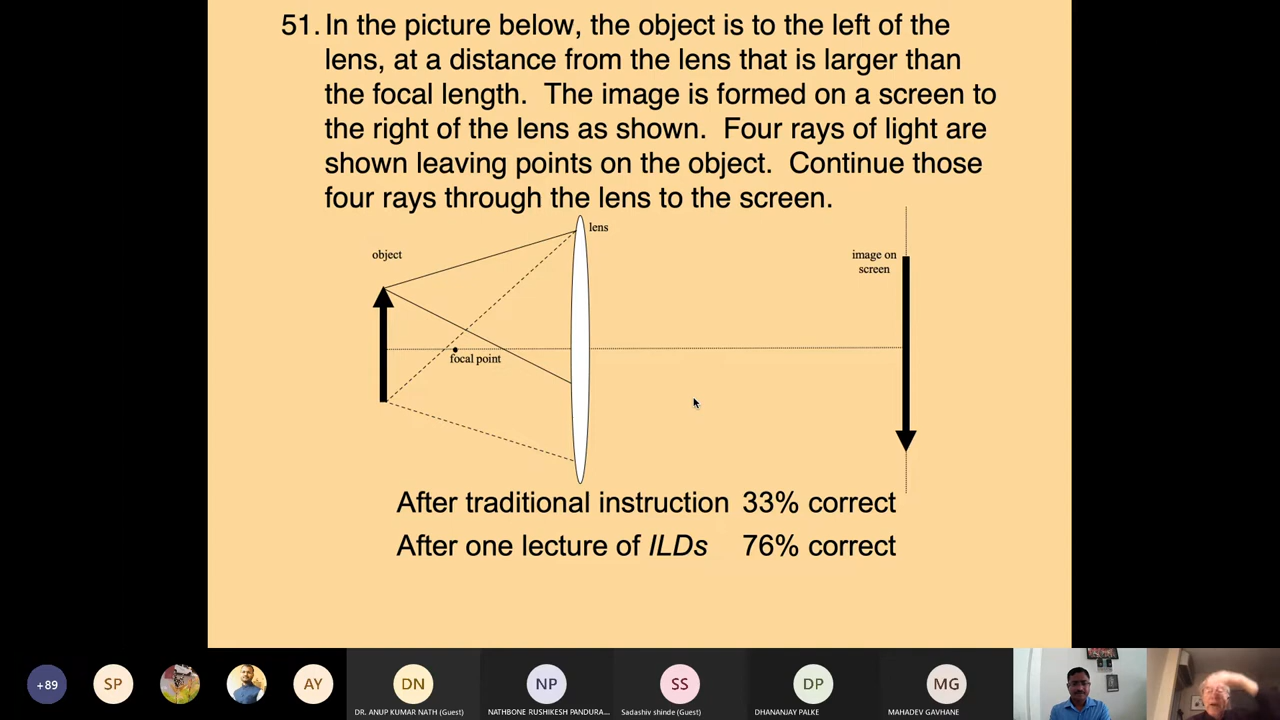 51. In the picture below, the object is to the left of the
lens, at a distance from the lens that is larger than
the focal length. The image is formed on a screen to
the right of the lens as shown. Four rays of light are
shown leaving points on the object. Continue those
four rays through the lens to the screen.
lens
object
image on
screen
focal point
After traditional instruction 33% correct
After one lecture of ILDs 76% correct
+89
SP
AY
DN
NP
SS
DP
MG
DR. ANUP KUMAR NATH (Guest)
NATHBONE RUSHIKESH PANDURA...
Sadashiv shinde (Guest)
DHANANJAY PALKE
MAHADEV GAVHANE